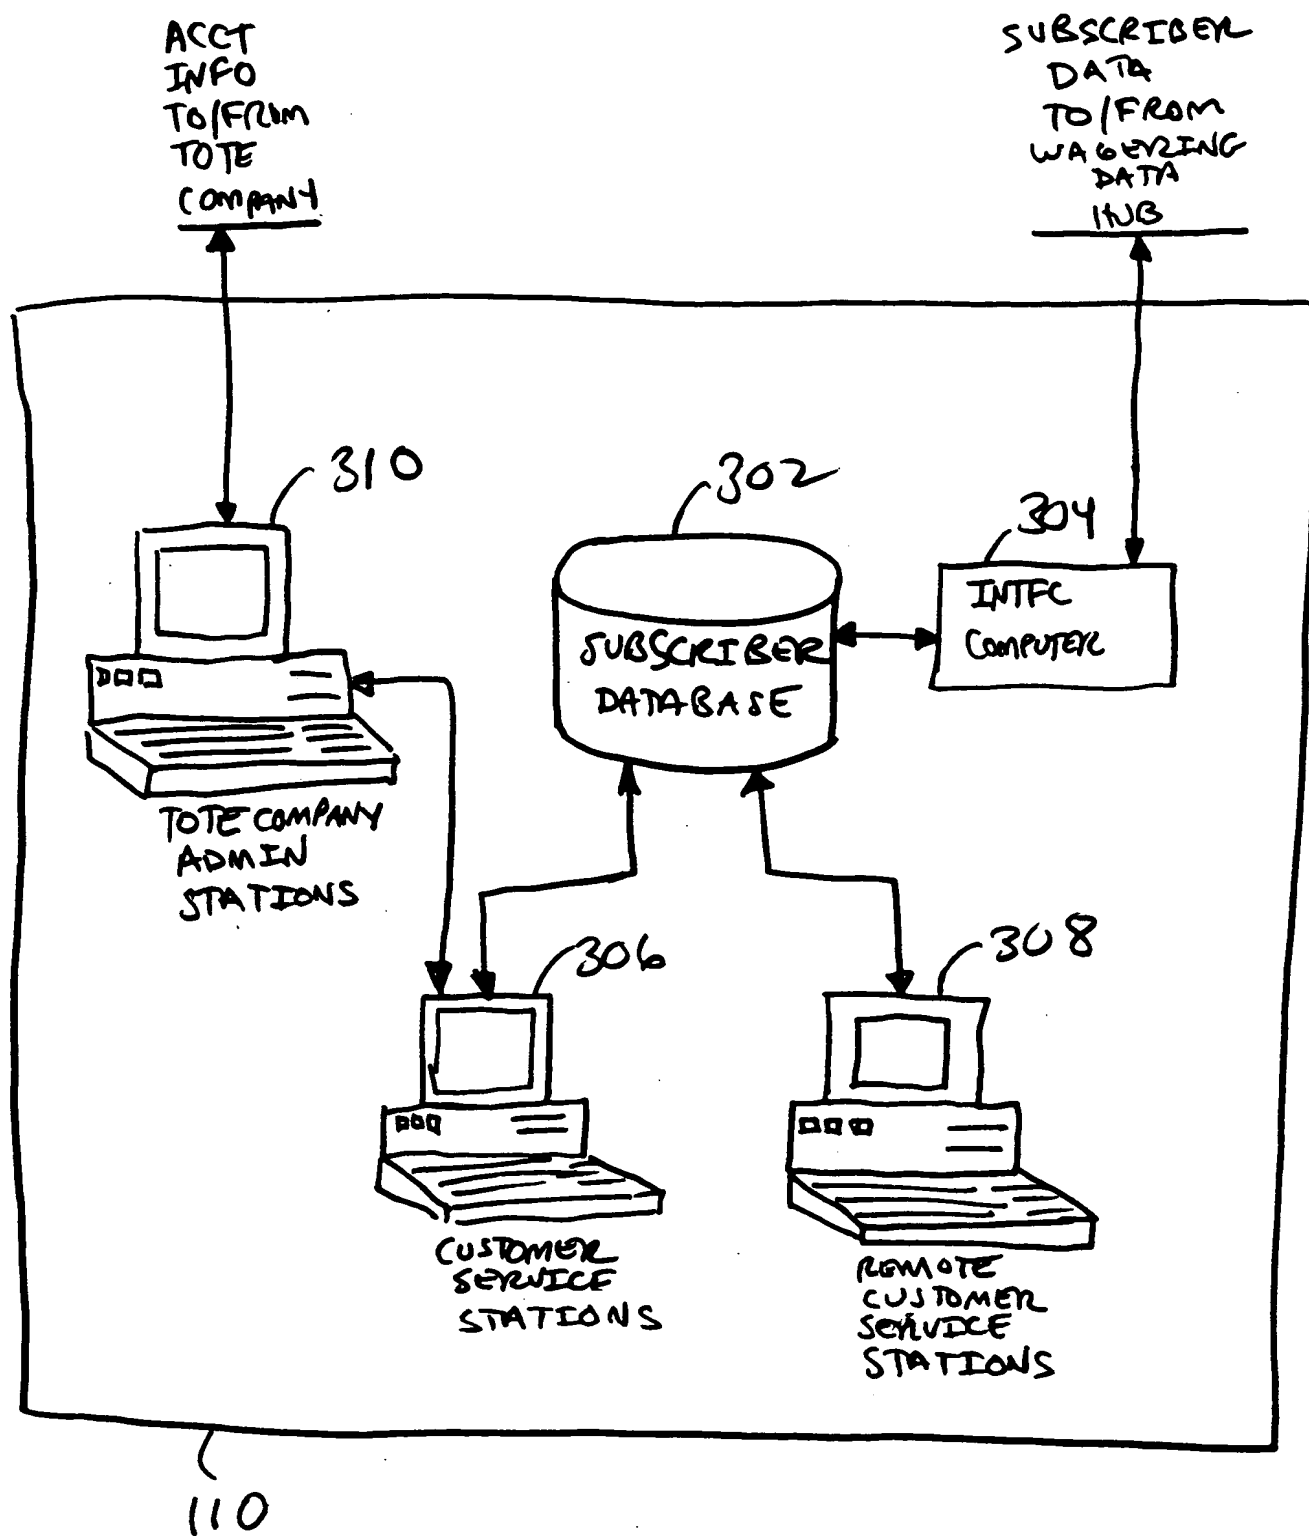 ACCT
INFO
TO/FROM
TOTE
COMPANY
SUBSCRIBER
DATA
TO/FROM
WAGERING
DATA
HUB
310
302
304
INTFC
COMPUTER
SUBSCRIBER
DATABASE
TOTE COMPANY
ADMIN
STATIONS
306
308
CUSTOMER
SERVICE
STATIONS
REMOTE
CUSTOMER
SERVICE
STATIONS
110